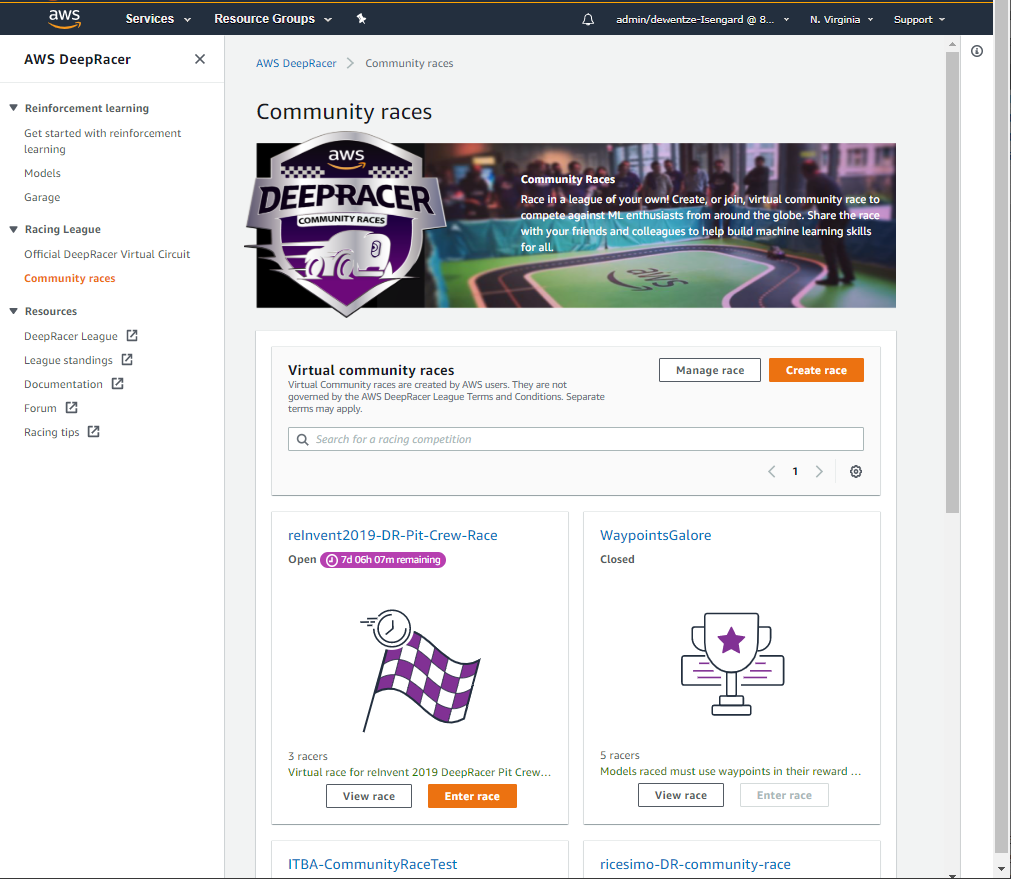 aws
Services
Resource Groups
admin/dewentze-Isengard @ 8...
N. Virginia
Support
AWS DeepRacer
Reinforcement learning
Get started with reinforcement
learning
Models
Garage
Racing League
Official DeepRacer Virtual Circuit
Community races
Resources
DeepRacer League
League standings
Documentation
Forum
Racing tips
AWS DeepRacer
Community races
Community races
aws
DEEPRACER
COMMUNITY RACES
Community Races
Race in a league of your own! Create, or join, virtual community race to
compete against ML enthusiasts from around the globe. Share the race
with your friends and colleagues to help build machine learning skills
for all.
aws
Virtual community races
Virtual Community races are created by AWS users. They are not
governed by the AWS DeepRacer League Terms and Conditions. Separate
terms may apply.
Manage race
Create race
Search for a racing competition
1
reInvent2019-DR-Pit-Crew-Race
Open 7d 06h 07m remaining
3 racers
Virtual race for reInvent 2019 DeepRacer Pit Crew...
View race
Enter race
WaypointsGalore
Closed
5 racers
Models raced must use waypoints in their reward ...
View race
Enter race
ITBA-CommunityRaceTest
ricesimo-DR-community-race